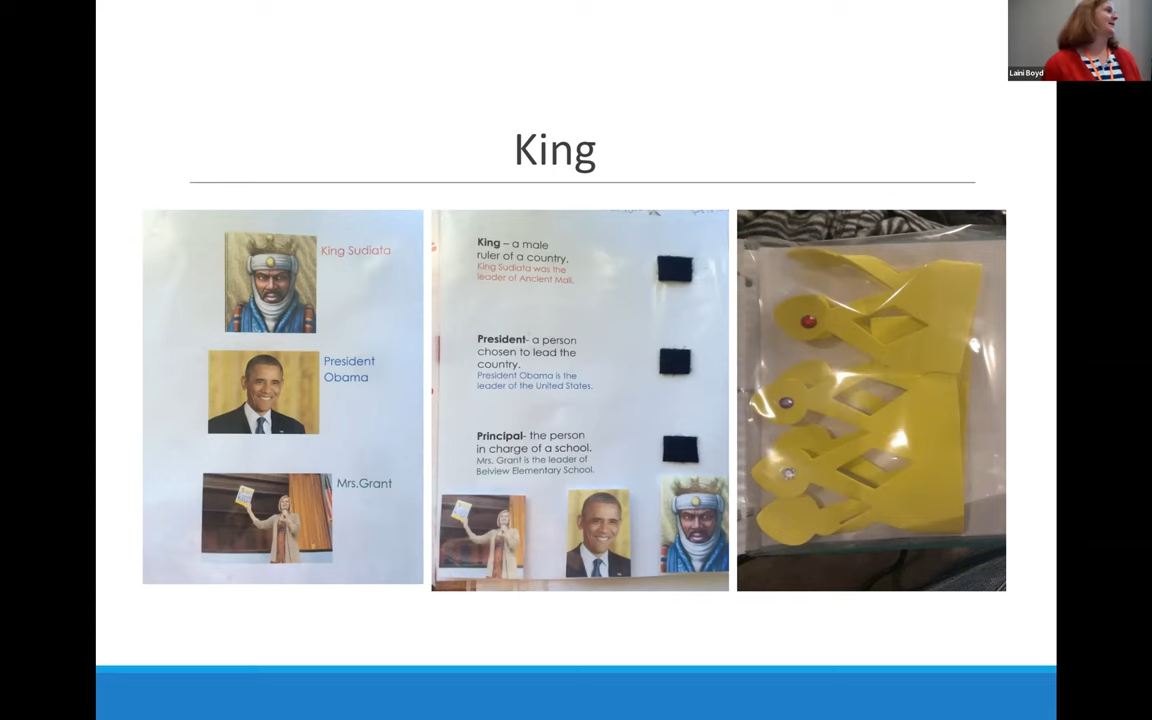 Laini Boyd
King
King Sudiata
President
Obama
Mrs.Grant
King – a male
ruler of a country.
King Sudiata was the
leader of Ancient Mali.
President- a person
chosen to lead the
country.
President Obama is the
leader of the United States.
Principal- the person
in charge of a school.
Mrs. Grant is the leader of
Belview Elementary School.